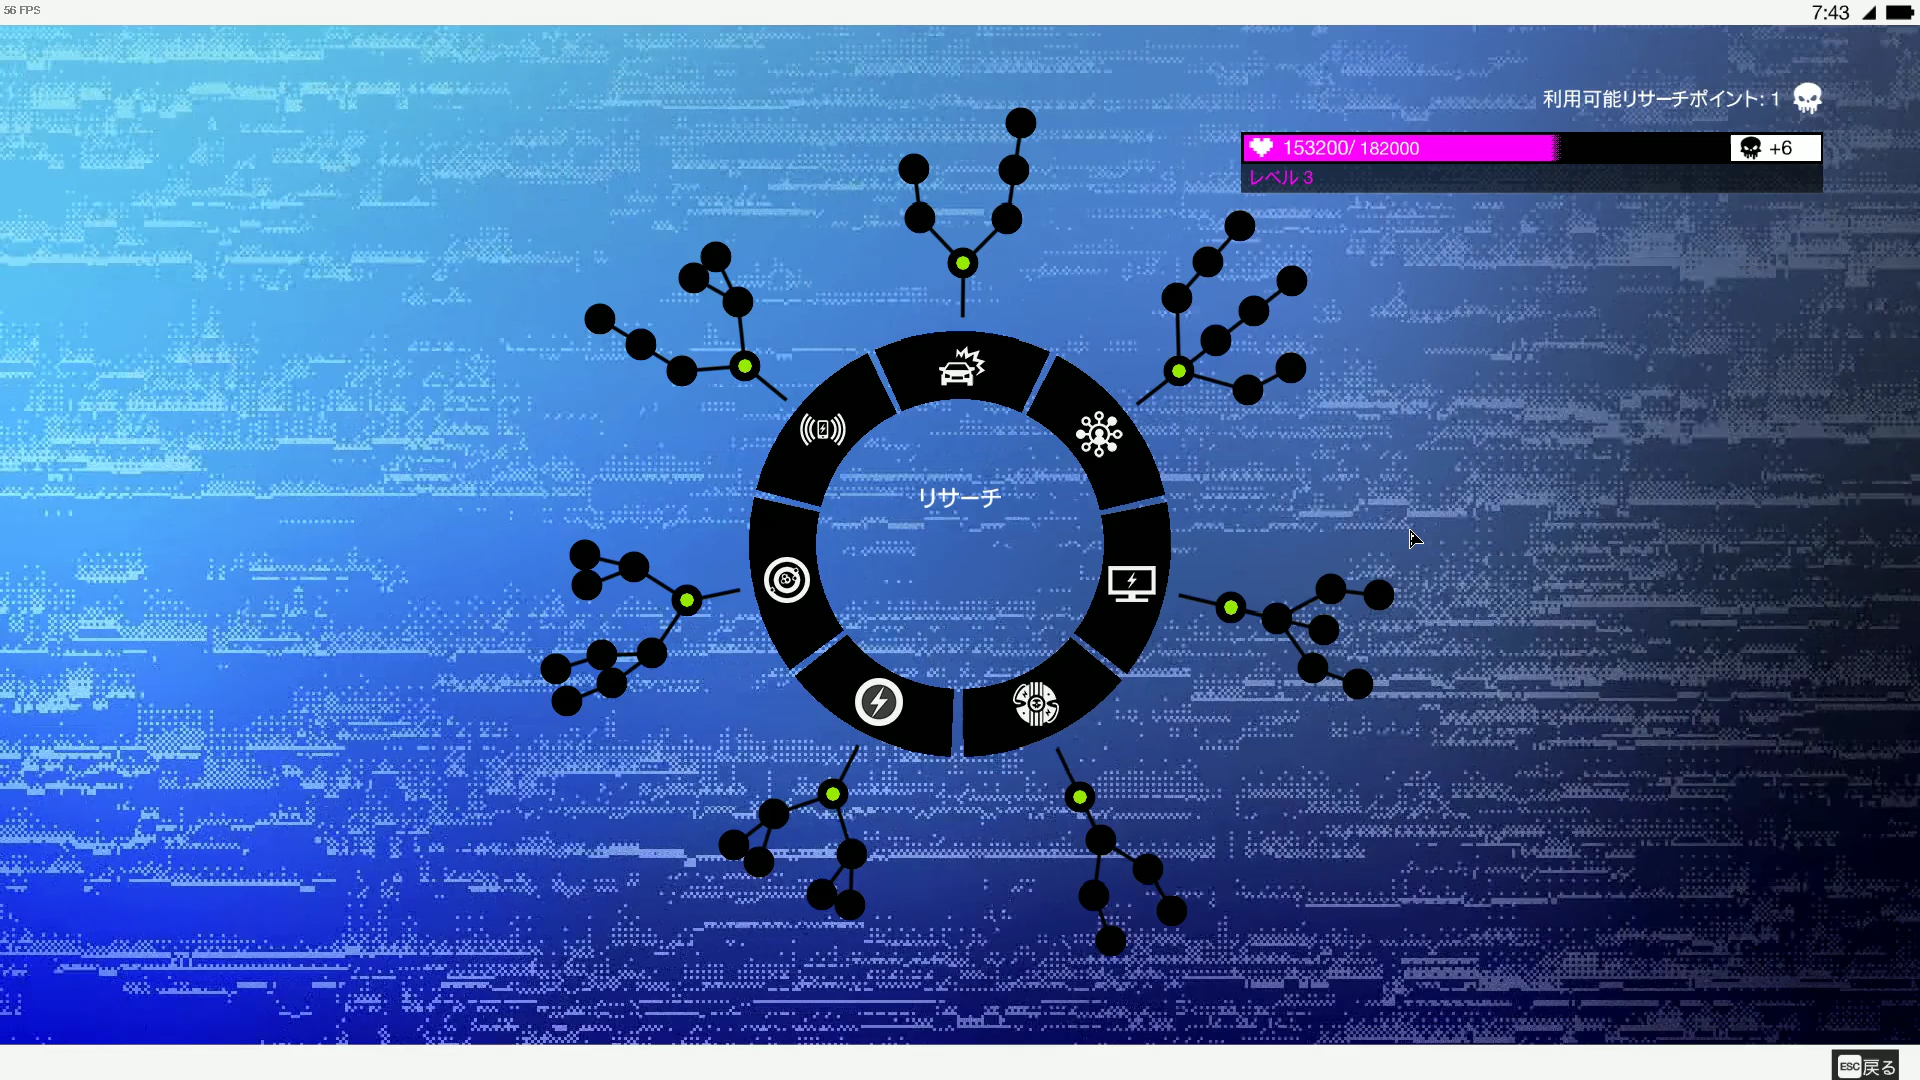 56 FPS
7:43
利用可能リサーチポイント: 1
153200/ 182000
+6
レベル 3
リサーチ
ESC 戻る